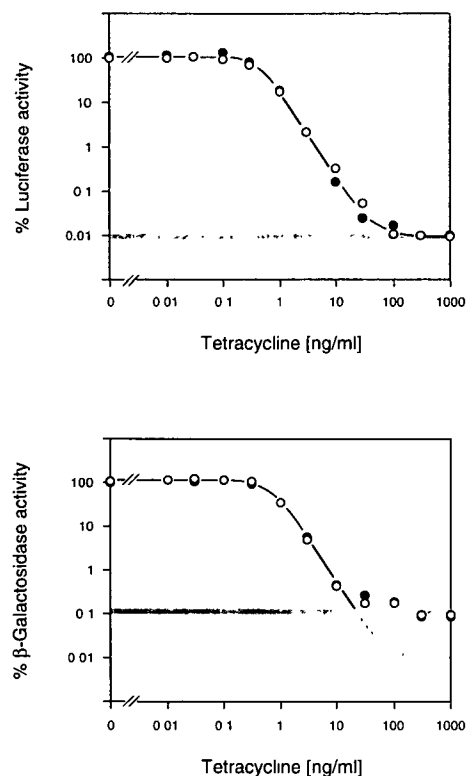 % Luciferase activity
100
10
1
0.1
0.01
0 0 01 0 1 1 10 100 1000
Tetracycline [ng/ml]
% β-Galactosidase activity
100
10
1
0 1
0 01
0 0 01 0 1 1 10 100 1000
Tetracycline [ng/ml]